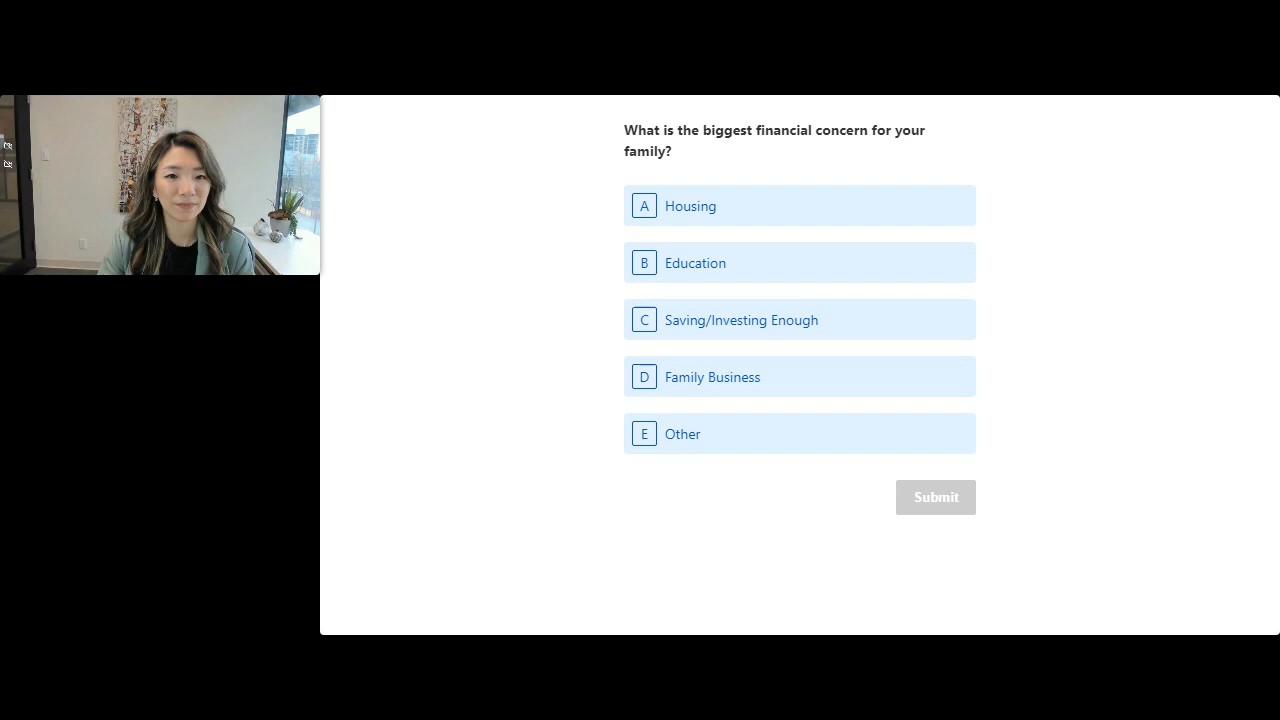 What is the biggest financial concern for your
family?
A Housing
B Education
C Saving/Investing Enough
D Family Business
E Other
Submit